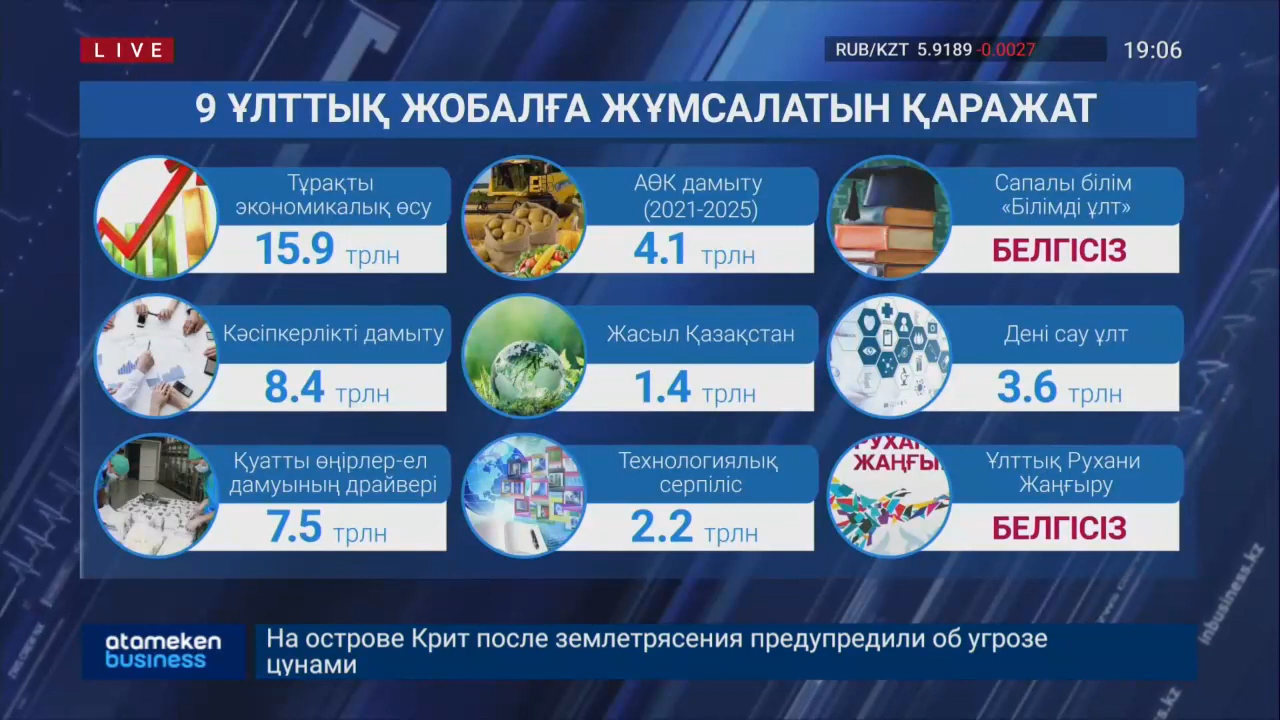 LIVE
RUB/KZT 5.9189 -0.0027
19:06
9 ҰЛТТЫҚ ЖОБАЛҒА ЖҰМСАЛАТЫН ҚАРАЖАТ
Тұрақты
экономикалық өсу
15.9 трлн
АӨК дамыту
(2021-2025)
4.1 трлн
Сапалы білім
«Білімді ұлт»
БЕЛГІСІЗ
Кәсіпкерлікті дамыту
8.4 трлн
Жасыл Қазақстан
1.4 трлн
Дені сау ұлт
3.6 трлн
Қуатты өңірлер-ел
дамуының драйвері
7.5 трлн
Технологиялық
серпіліс
2.2 трлн
РУХАН
ЖАҢҒЫ
Ұлттық Рухани
Жаңғыру
БЕЛГІСІЗ
inbusiness.kz
atameken
business
На острове Крит после землетрясения предупредили об угрозе
цунами